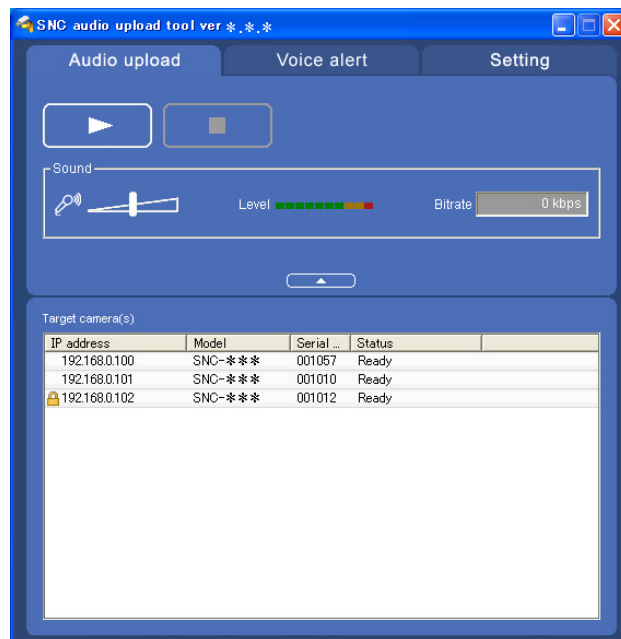 SNC audio upload tool ver *.*.*
Audio upload Voice alert Setting
Sound
Level Bitrate 0 kbps
Target camera(s)
IP address Model Serial ... Status
192.168.0.100 SNC-*** 001057 Ready
192.168.0.101 SNC-*** 001010 Ready
192.168.0.102 SNC-*** 001012 Ready